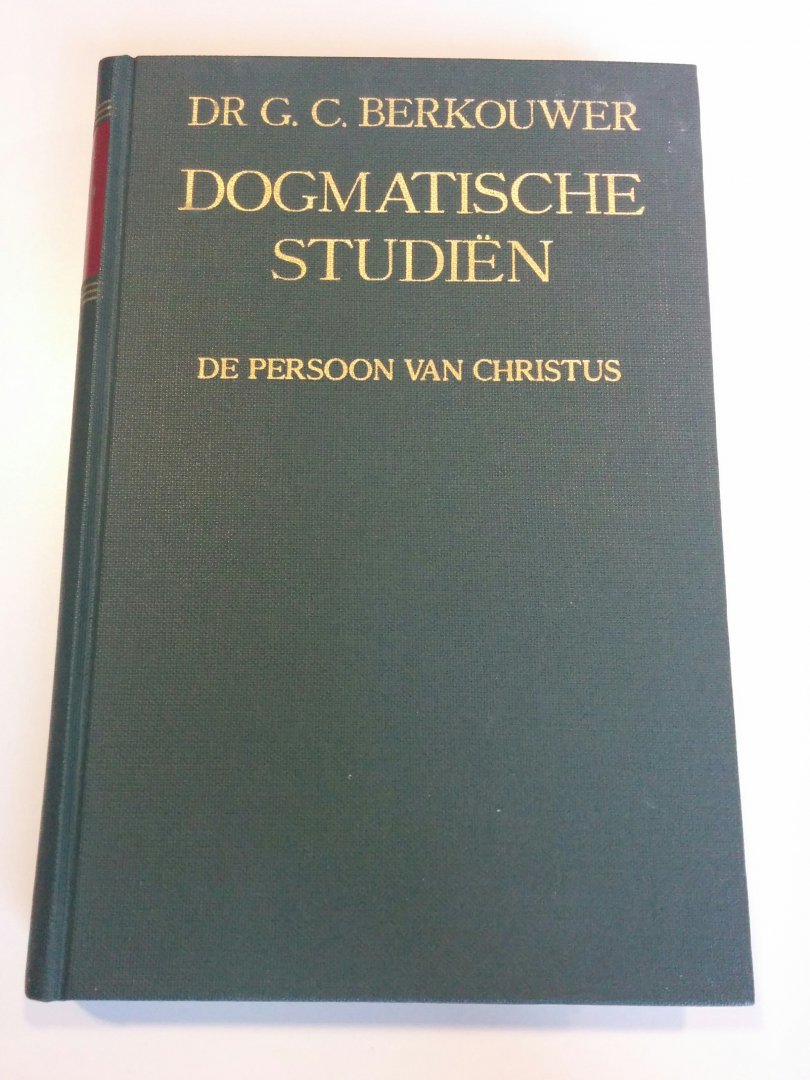 DR G. C. BERKOUWER
DOGMATISCHE
STUDIËN
DE PERSOON VAN CHRISTUS